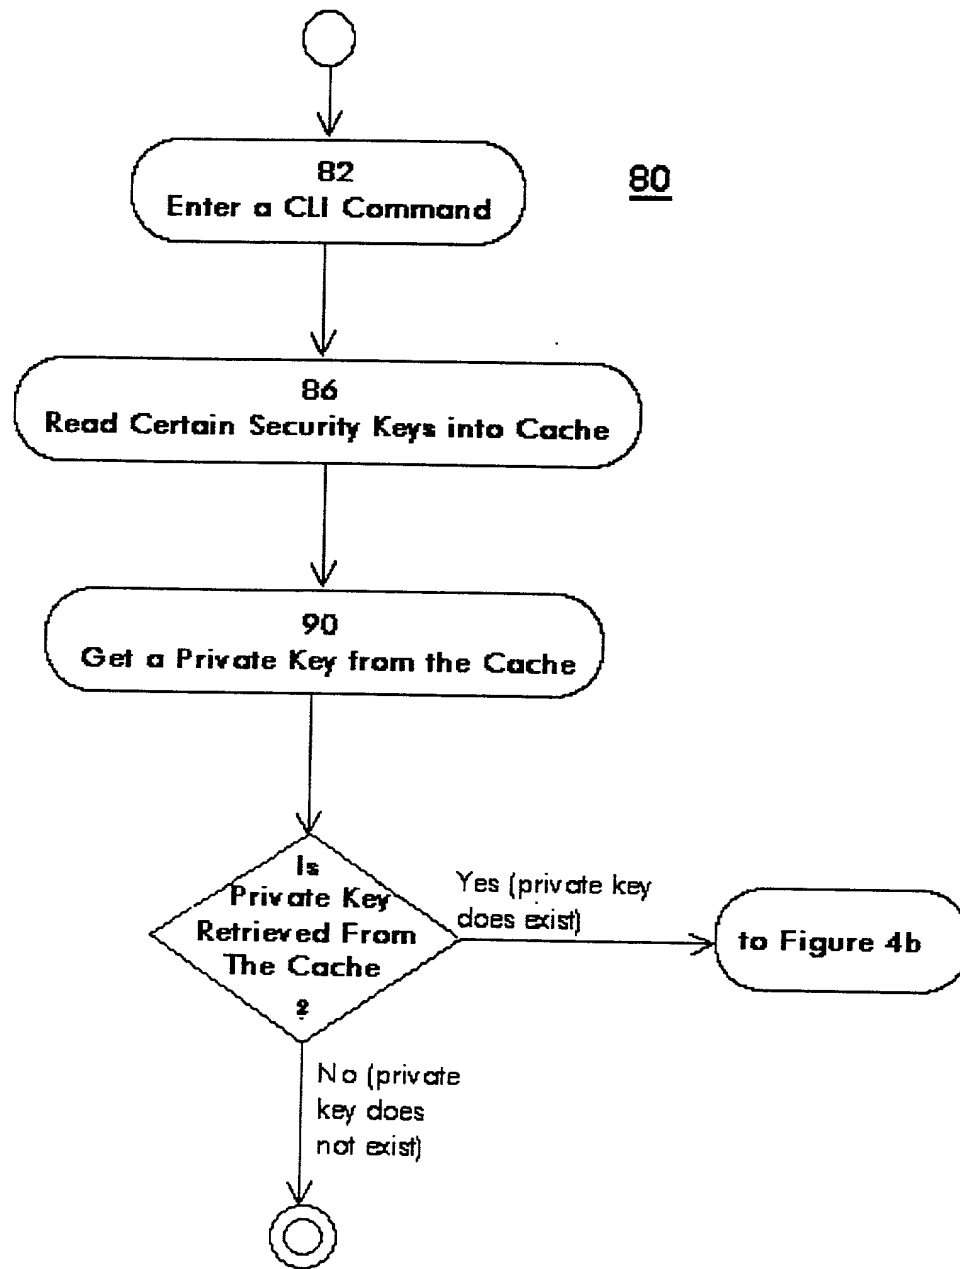 82
Enter a CLI Command
80
86
Read Certain Security Keys into Cache
90
Get a Private Key from the Cache
Is
Private Key
Retrieved From
The Cache
?
Yes (private key
does exist)
to Figure 4b
No (private
key does
not exist)